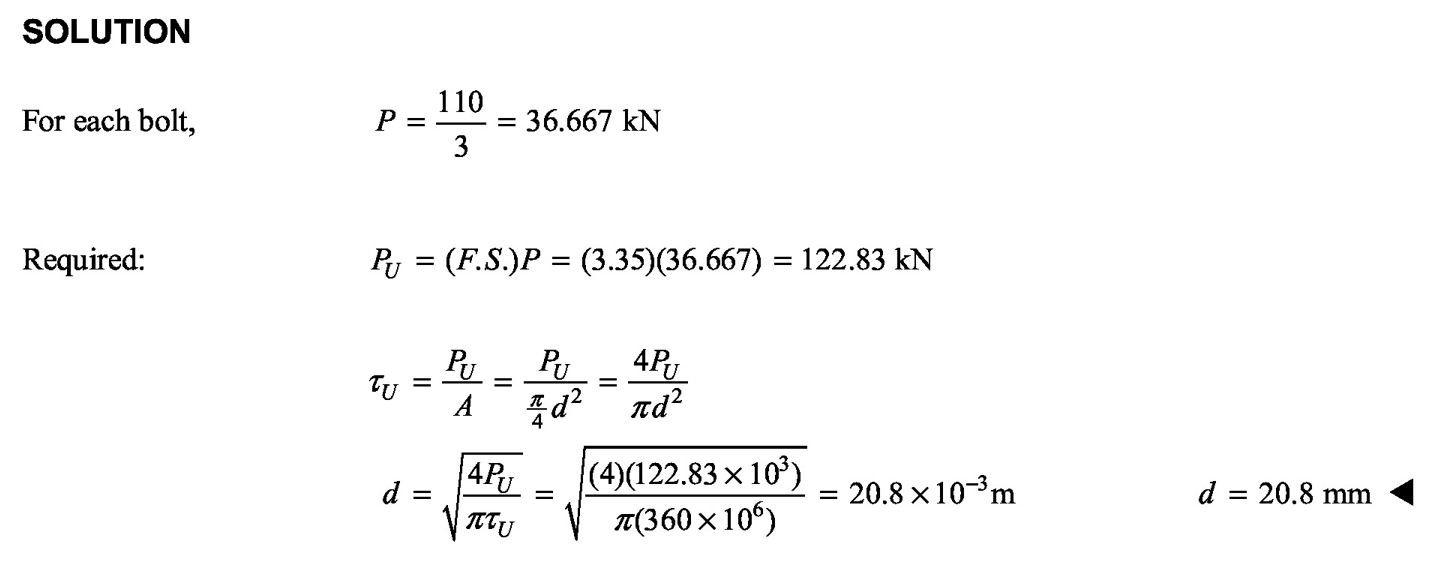 SOLUTION
For each bolt, P = 110/3 = 36.667 kN
Required: P_U = (F.S.)P = (3.35)(36.667) = 122.83 kN
τ_U = P_U/A = P_U/(π/4 d²) = 4P_U/πd²
d = √(4P_U/πτ_U) = √((4)(122.83 × 10³)/π(360 × 10⁶)) = 20.8 × 10⁻³ m d = 20.8 mm ◀